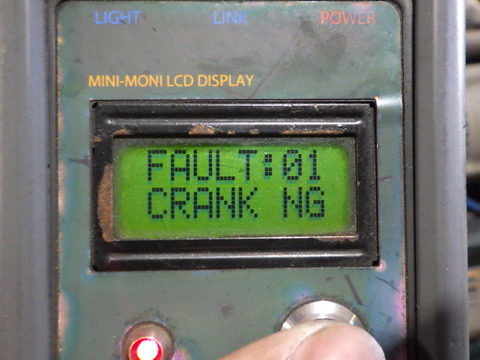 LIGHT LINK POWER
MINI-MONI LCD DISPLAY
FAULT:01
CRANK NG